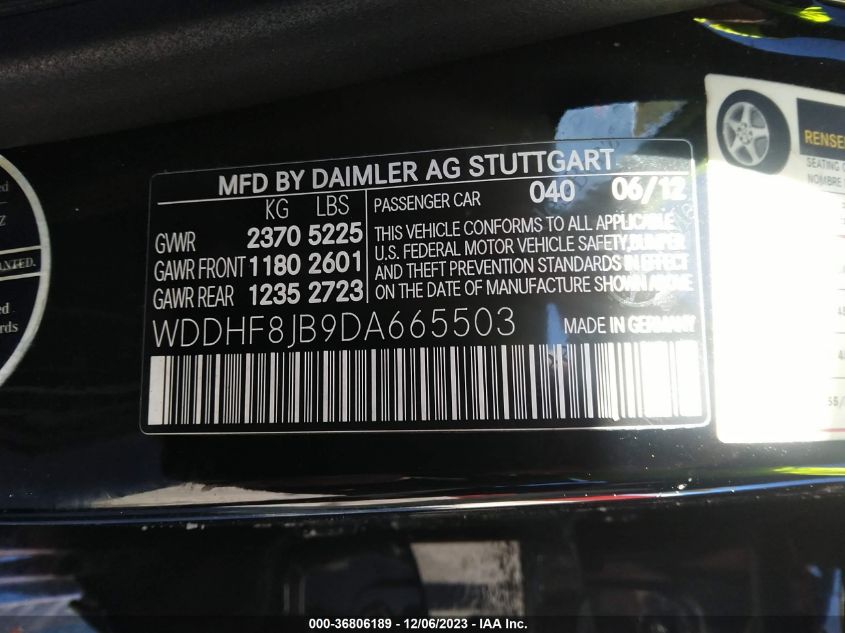 MFD BY DAIMLER AG STUTTGART
KG LBS
GVWR 2370 5225
GAWR FRONT 1180 2601
GAWR REAR 1235 2723
PASSENGER CAR 040 06/12
THIS VEHICLE CONFORMS TO ALL APPLICABLE
U.S. FEDERAL MOTOR VEHICLE SAFETY, BUMPER
AND THEFT PREVENTION STANDARDS IN EFFECT
ON THE DATE OF MANUFACTURE SHOWN ABOVE
WDDHF8JB9DA665503 MADE IN GERMANY
000-36806189 - 12/06/2023 - IAA Inc.